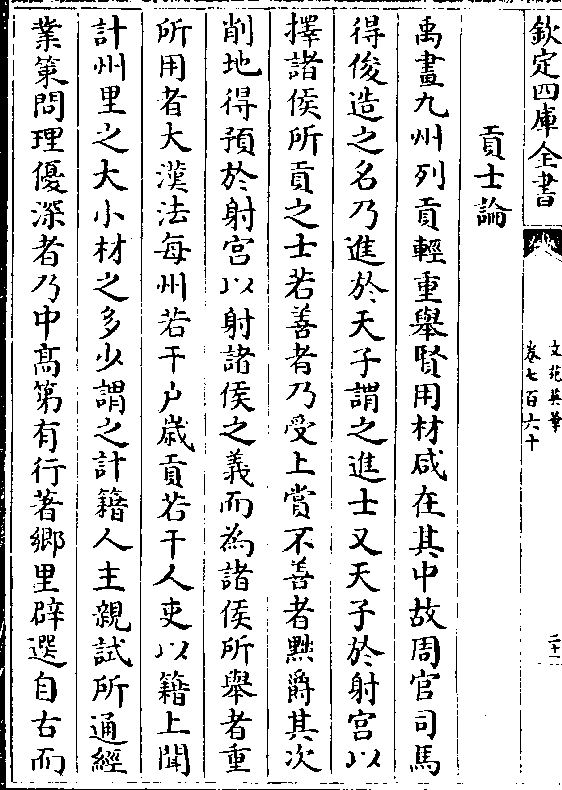 欽定四庫全書
文苑英華
卷七百六十
二十一
貢士論
禹畫九州列貢輕重舉賢用材咸在其中故周官司馬
得俊造之名乃進於天子謂之進士又天子於射宮以
擇諸侯所貢之士若善者乃受上賞不善者黜爵其次
削地得預於射宮以射諸侯之義而為諸侯所舉者重
所用者大漢法每州若干户歲貢若干人吏以籍上聞
計州里之大小材之多少謂之計籍人主親試所通經
業策問理優深者乃中髙第有行著鄉里辟選自右而